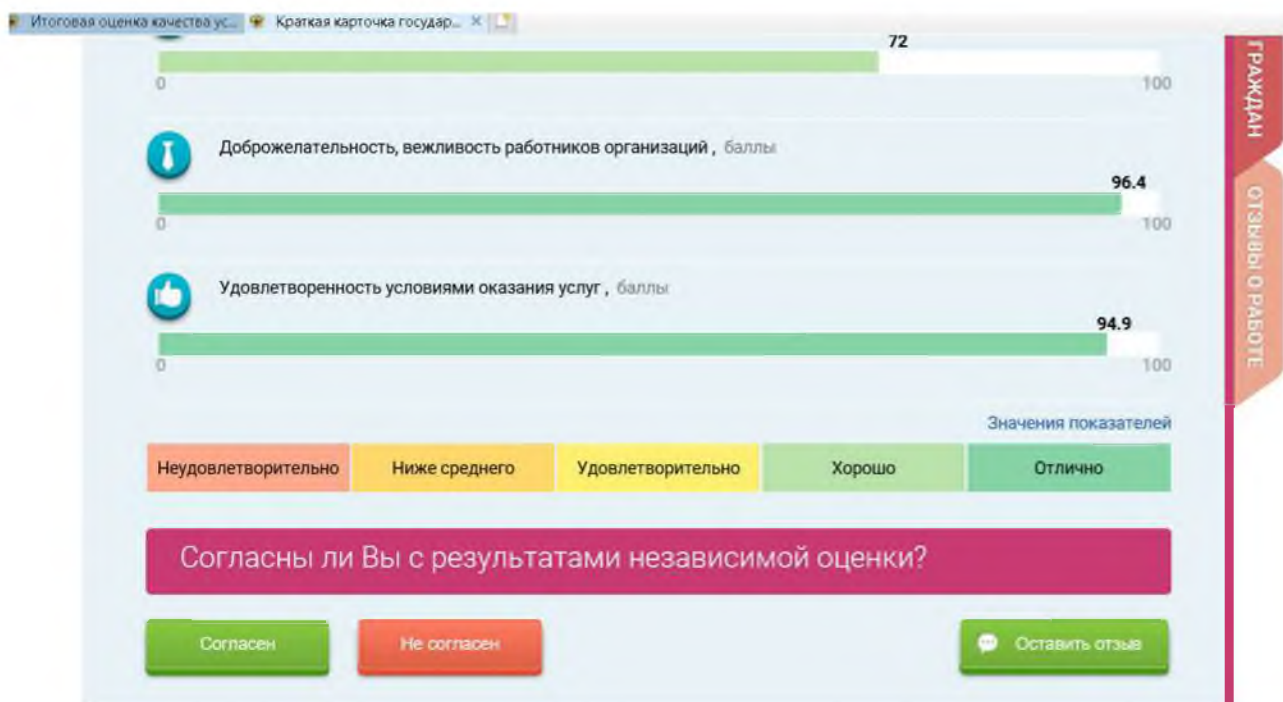 Итоговая оценка качества ус... Краткая карточка государ...
72
0 100
Доброжелательность, вежливость работников организаций , баллы
96.4
0 100
Удовлетворенность условиями оказания услуг , баллы
94.9
0 100
Значения показателей
Неудовлетворительно Ниже среднего Удовлетворительно Хорошо Отлично
Согласны ли Вы с результатами независимой оценки?
Согласен Не согласен Оставить отзыв
ГРАЖДАН
ОТЗЫВЫ О РАБОТЕ